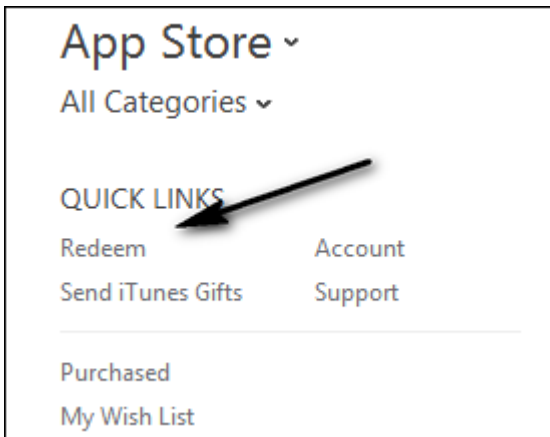 App Store
All Categories
QUICK LINKS
Redeem Account
Send iTunes Gifts Support
Purchased
My Wish List